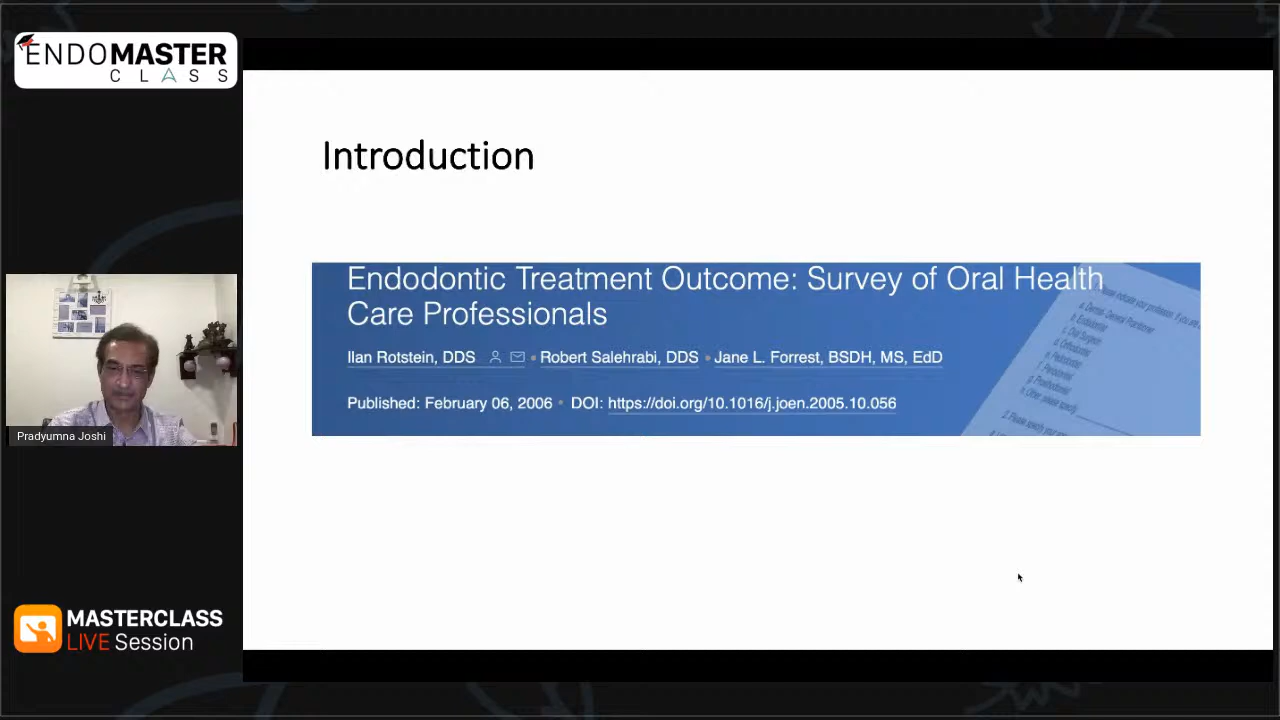 ENDOMASTER
CLASS
Introduction
Endodontic Treatment Outcome: Survey of Oral Health
Care Professionals
Ilan Rotstein, DDS • Robert Salehrabi, DDS • Jane L. Forrest, BSDH, MS, EdD
Published: February 06, 2006 • DOI: https://doi.org/10.1016/j.joen.2005.10.056
Pradyumna Joshi
MASTERCLASS
LIVE Session